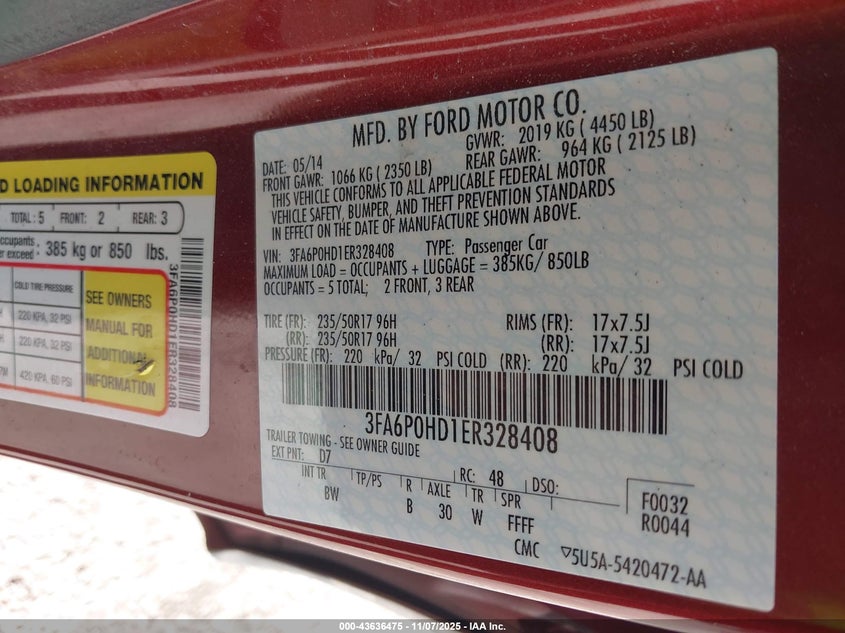 D LOADING INFORMATION
TOTAL: 5 FRONT: 2 REAR: 3
385 kg or 850 lbs.
COLD TIRE PRESSURE
220 KPA, 32 PSI
220 KPA, 32 PSI
420 KPA, 60 PSI
SEE OWNERS
MANUAL FOR
ADDITIONAL
INFORMATION
3FA6P0HD1ER328408
MFD. BY FORD MOTOR CO.
DATE: 05/14 GVWR: 2019 KG ( 4450 LB)
FRONT GAWR: 1066 KG ( 2350 LB) REAR GAWR: 964 KG ( 2125 LB)
THIS VEHICLE CONFORMS TO ALL APPLICABLE FEDERAL MOTOR
VEHICLE SAFETY, BUMPER, AND THEFT PREVENTION STANDARDS
IN EFFECT ON THE DATE OF MANUFACTURE SHOWN ABOVE.
VIN: 3FA6P0HD1ER328408 TYPE: Passenger Car
MAXIMUM LOAD = OCCUPANTS + LUGGAGE = 385KG/ 850LB
OCCUPANTS = 5 TOTAL; 2 FRONT, 3 REAR
TIRE (FR): 235/50R17 96H RIMS (FR): 17x7.5J
(RR): 235/50R17 96H (RR): 17x7.5J
PRESSURE (FR): 220 kPa/ 32 PSI COLD (RR): 220 kPa/ 32 PSI COLD
3FA6P0HD1ER328408
TRAILER TOWING - SEE OWNER GUIDE
EXT PNT: D7 RC: 48 DSO:
INT TR TP/PS R AXLE TR SPR
BW B 30 W FFFF
F0032
R0044
CMC ▽5U5A-5420472-AA
000-43636475 — 11/07/2025 — IAA Inc.